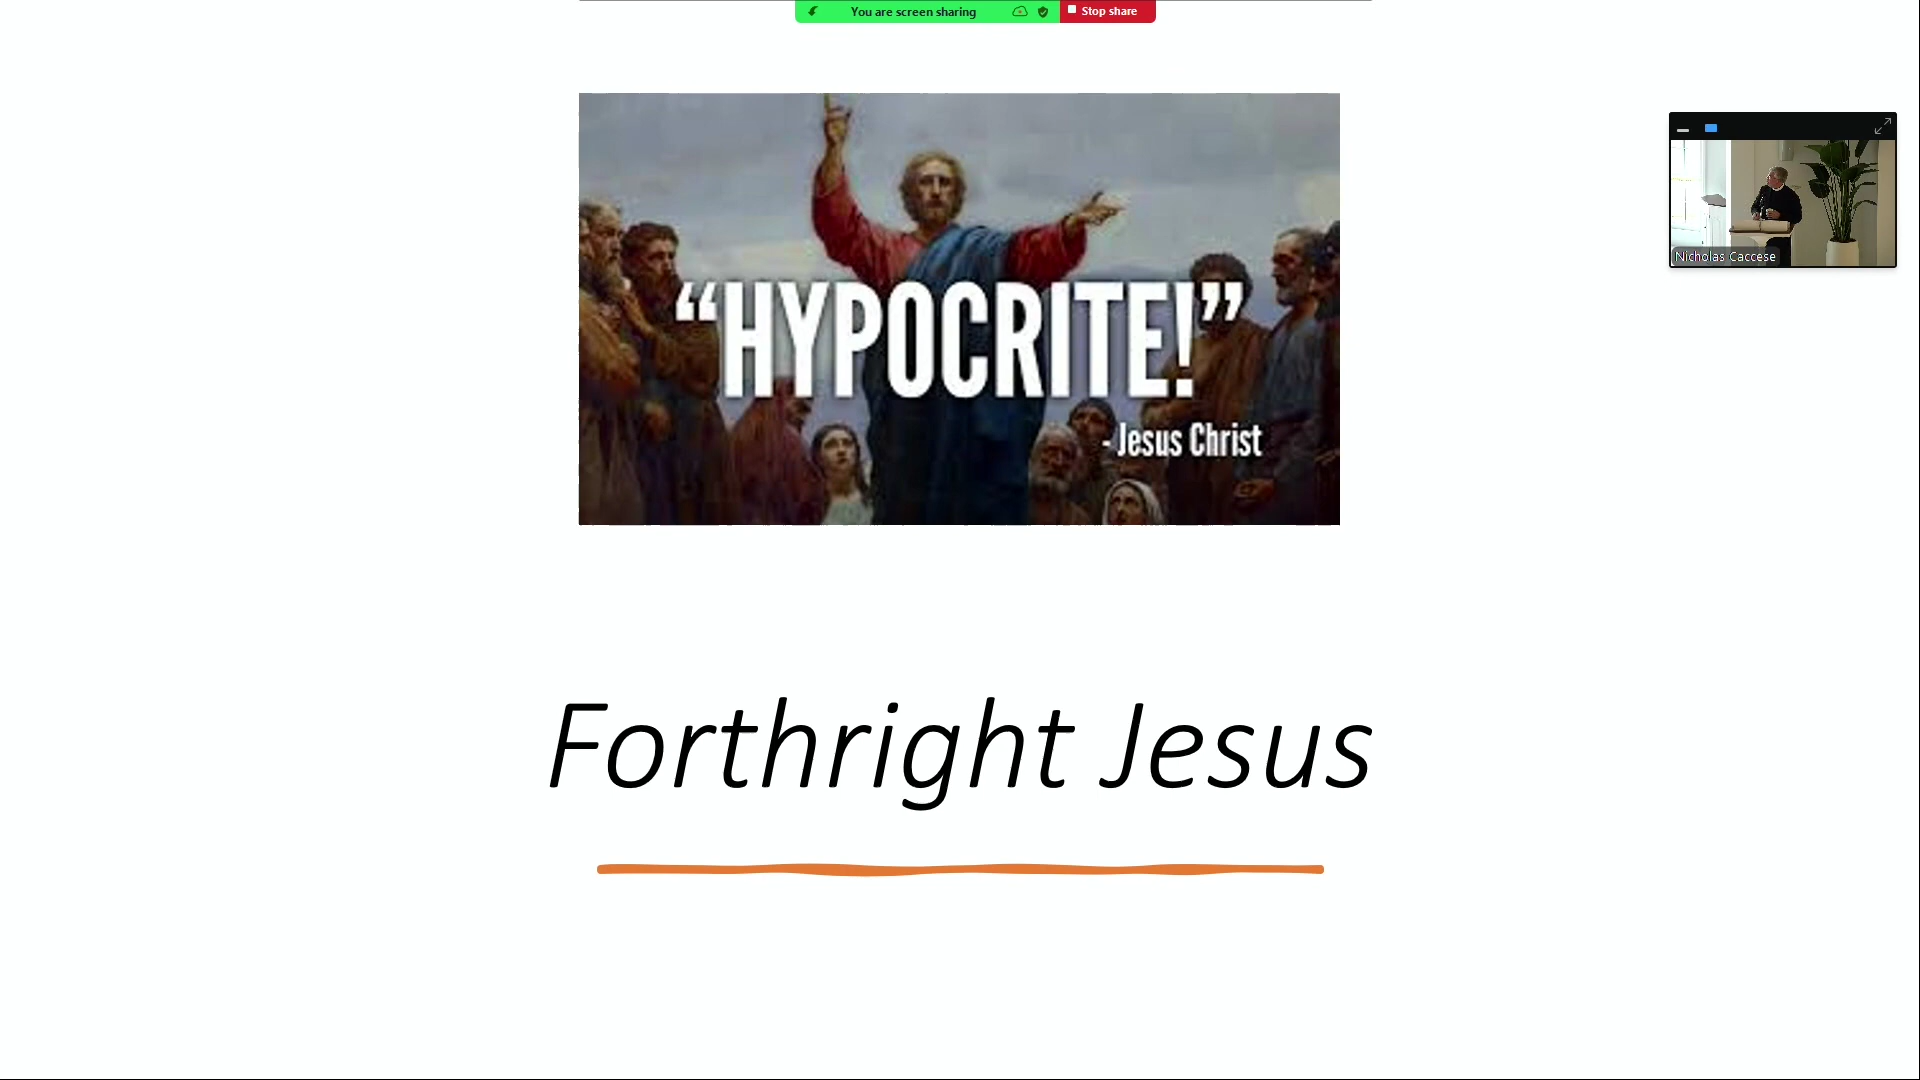 You are screen sharing
Stop share
“HYPOCRITE!”
- Jesus Christ
Nicholas Caccese
Forthright Jesus